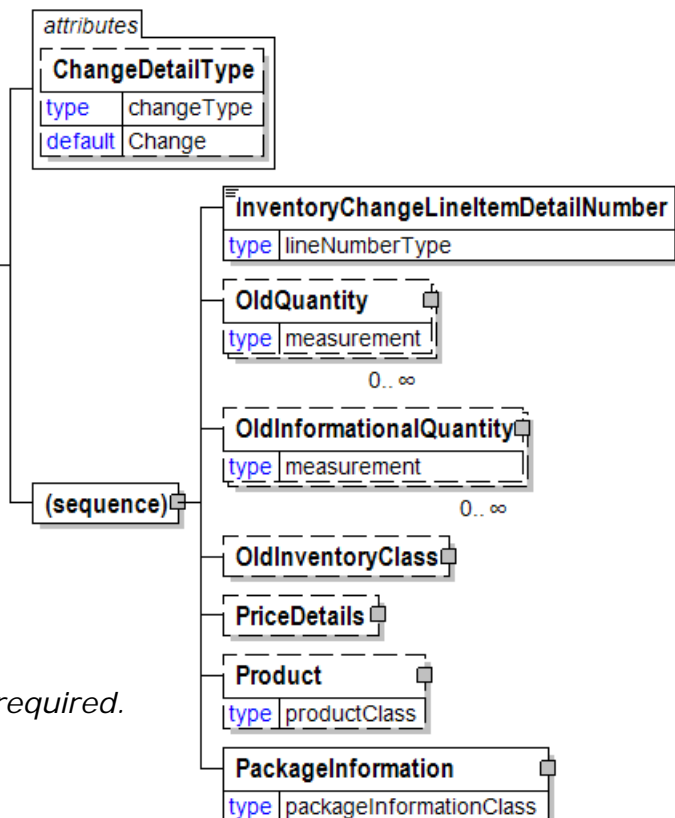 attributes
ChangeDetailType
type changeType
default Change
InventoryChangeLineItemDetailNumber
type lineNumberType
OldQuantity
type measurement
0.. ∞
OldInformationalQuantity
type measurement
0.. ∞
(sequence)
OldInventoryClass
PriceDetails
Product
required.
type productClass
PackageInformation
type packageInformationClass